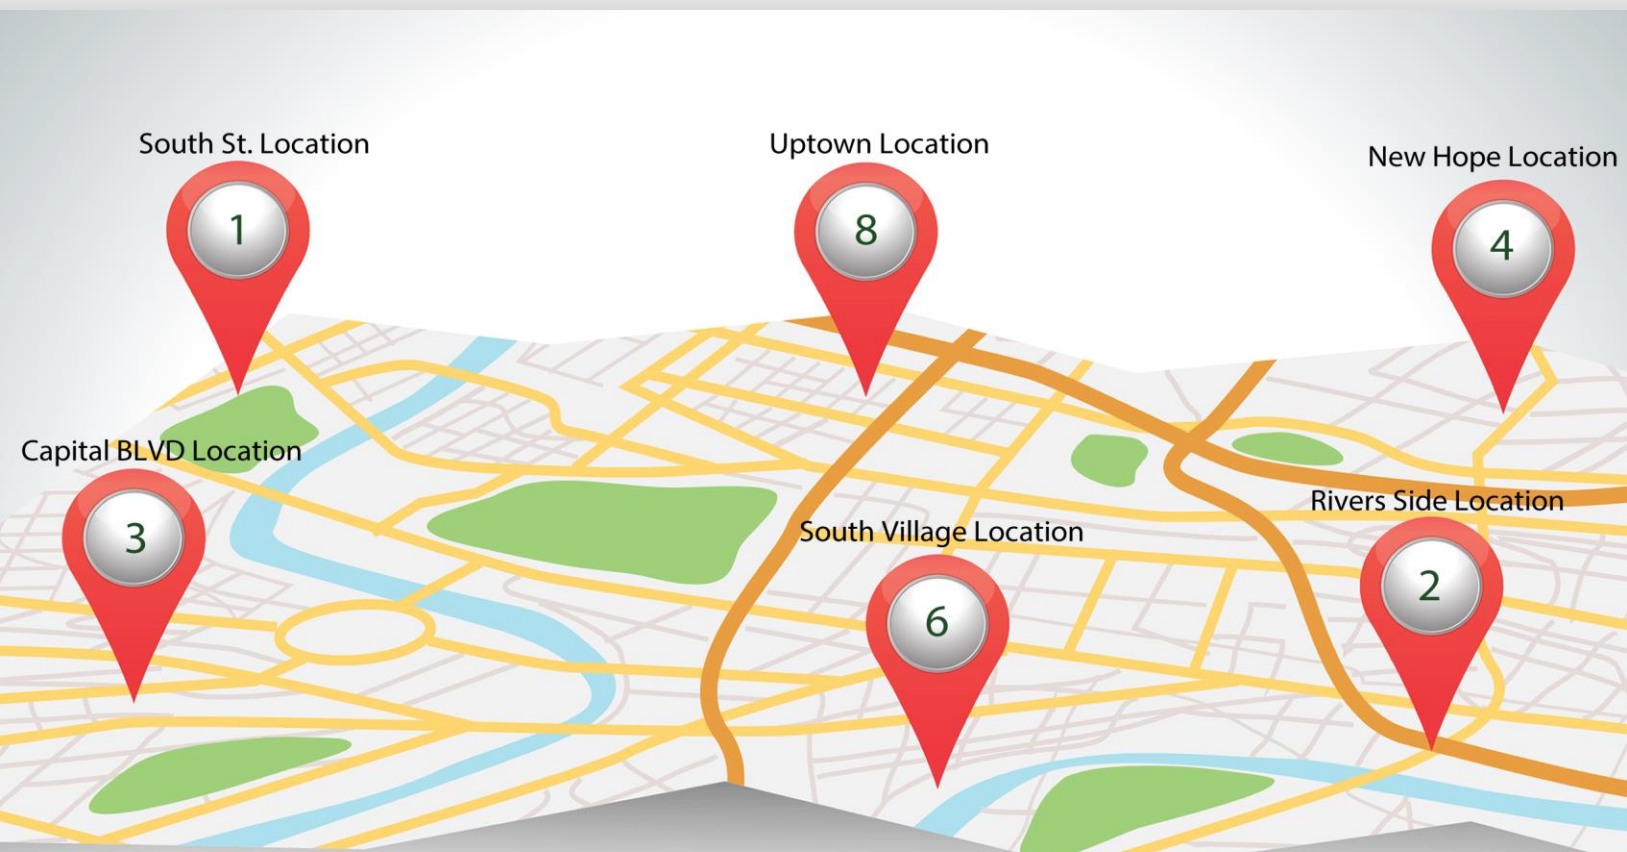 South St. Location
1
Uptown Location
8
New Hope Location
4
Capital BLVD Location
3
South Village Location
6
Rivers Side Location
2